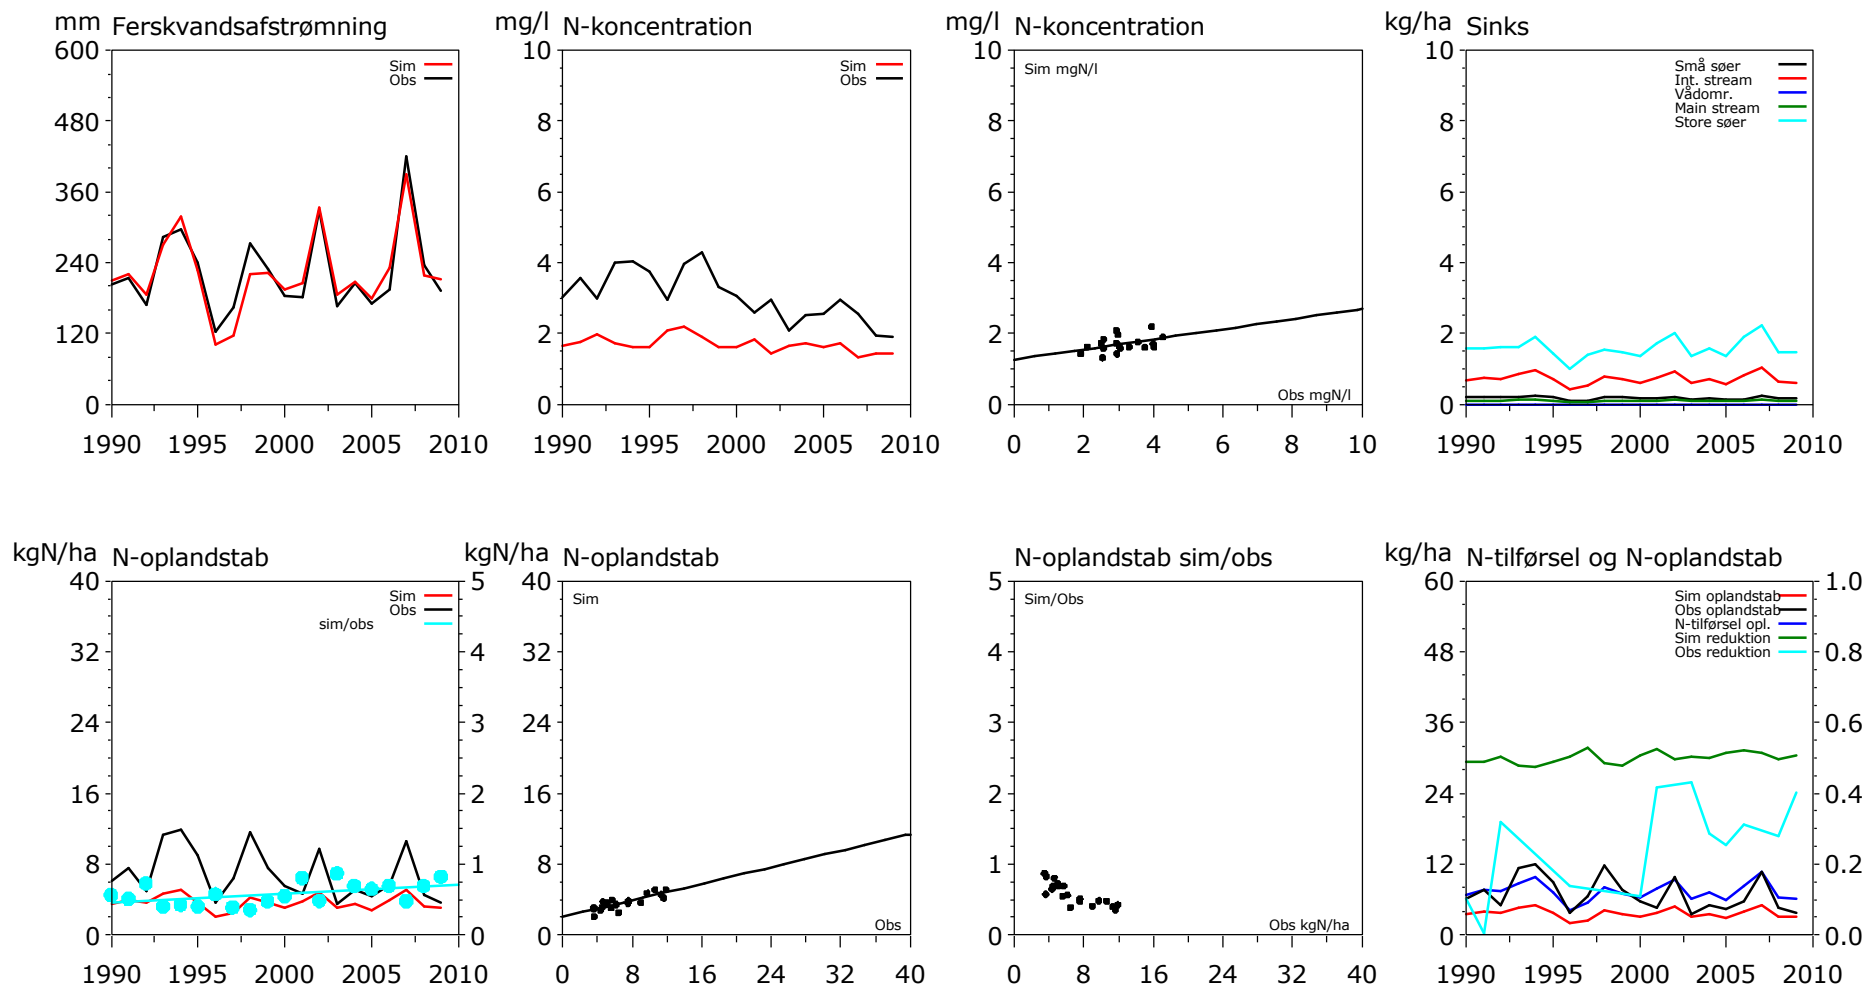 mm Ferskvandsafstrømning
600
480
360
240
120
0
Sim
Obs
1990 1995 2000 2005 2010
mg/l N-koncentration
10
8
6
4
2
0
Sim
Obs
1990 1995 2000 2005 2010
mg/l N-koncentration
10
8
6
4
2
0
Sim mgN/l
Obs mgN/l
0 2 4 6 8 10
kg/ha Sinks
10
8
6
4
2
0
Små søer
Int. stream
Vådomr.
Main stream
Store søer
1990 1995 2000 2005 2010
kgN/ha N-oplandstab
40
32
24
16
8
0
Sim
Obs
sim/obs
5
4
3
2
1
0
1990 1995 2000 2005 2010
kgN/ha N-oplandstab
40
32
24
16
8
0
Sim
Obs
0 8 16 24 32 40
N-oplandstab sim/obs
5
4
3
2
1
0
Sim/Obs
Obs kgN/ha
0 8 16 24 32 40
kg/ha N-tilførsel og N-oplandstab
60
48
36
24
12
0
Sim oplandstab
Obs oplandstab
N-tilførsel opl.
Sim reduktion
Obs reduktion
1.0
0.8
0.6
0.4
0.2
0.0
1990 1995 2000 2005 2010